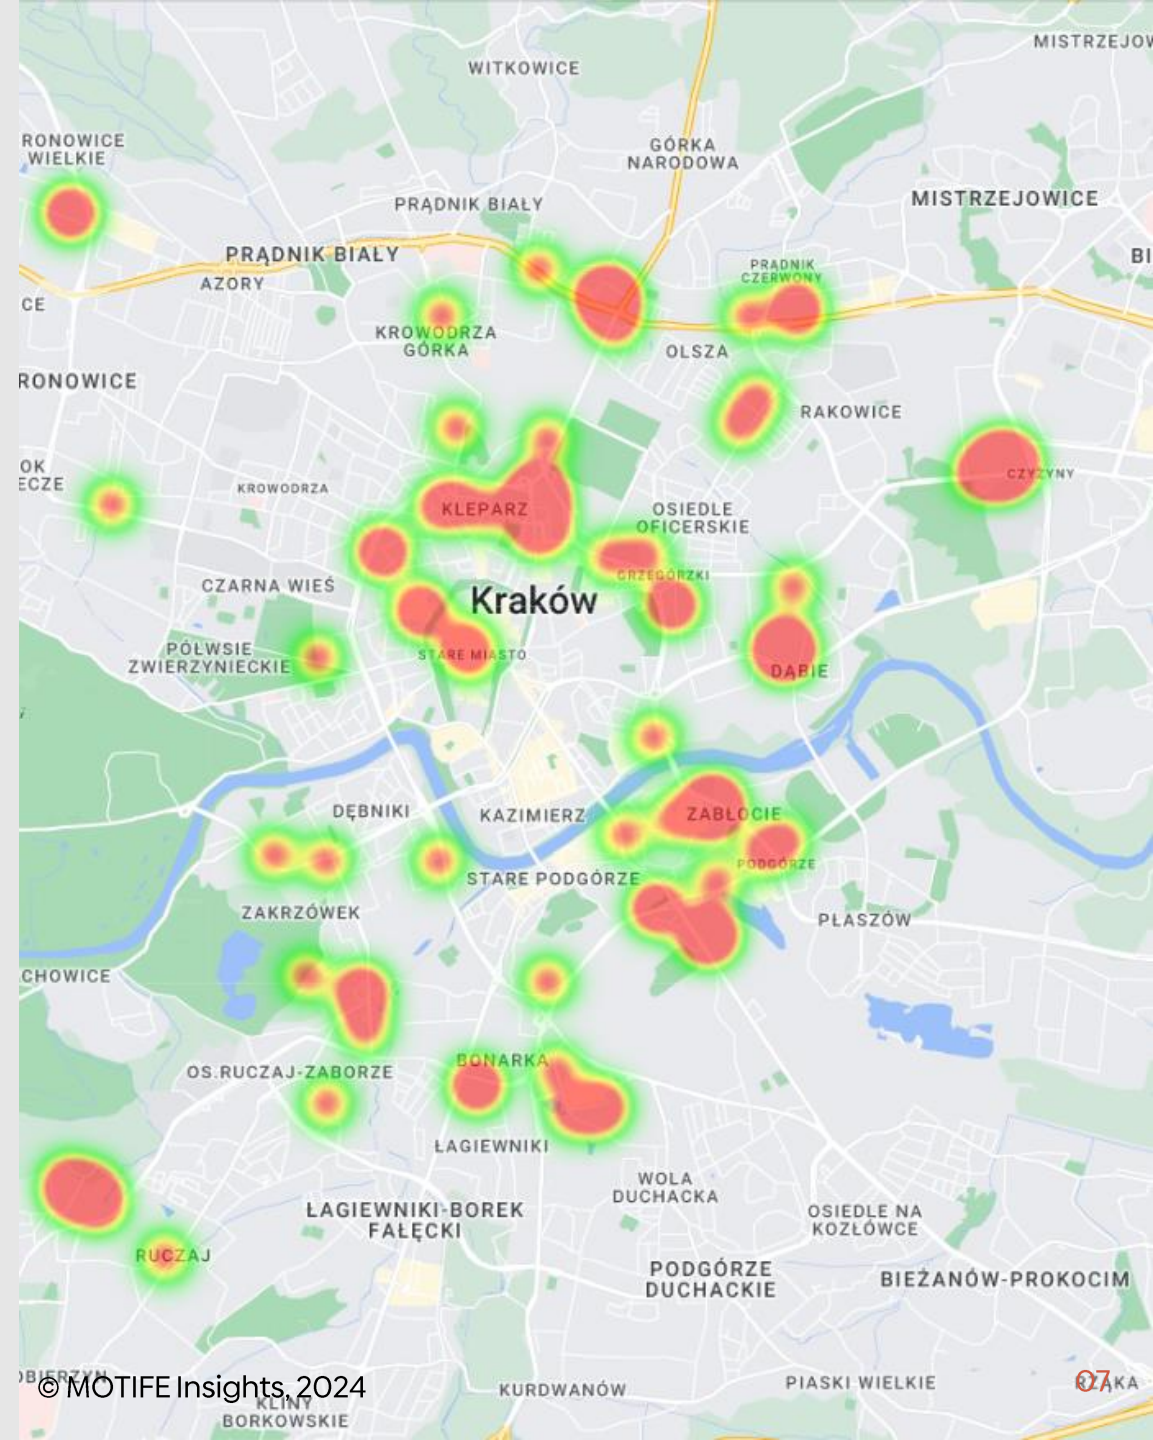 MISTRZEJOW
WITKOWICE
RONOWICE
WIELKIE
GÓRKA
NARODOWA
MISTRZEJOWICE
PRĄDNIK BIAŁY
PRĄDNIK BIAŁY
BI
PRĄDNIK
CZERWONY
AZORY
CE
KROWODRZA
GÓRKA
OLSZA
RONOWICE
RAKOWICE
OK
ECZE
KROWODRZA
CZYŻYNY
KLEPARZ
OSIEDLE
OFICERSKIE
GRZEGÓRZKI
CZARNA WIEŚ
Kraków
PÓŁWSIE
ZWIERZYNIECKIE
STARE MIASTO
DĄBIE
DĘBNIKI
KAZIMIERZ
ZABŁOCIE
PODGÓRZE
STARE PODGÓRZE
ZAKRZÓWEK
PŁASZÓW
CHOWICE
BONARKA
OS.RUCZAJ-ZABORZE
ŁAGIEWNIKI
WOLA
DUCHACKA
ŁAGIEWNIKI-BOREK
FAŁĘCKI
OSIEDLE NA
KOZŁÓWCE
RUCZAJ
PODGÓRZE
DUCHACKIE
BIEŻANÓW-PROKOCIM
OBIERZYN
© MOTIFE Insights, 2024
KURDWANÓW
PIASKI WIELKIE
RŻĄKA
07
KLINY
BORKOWSKIE